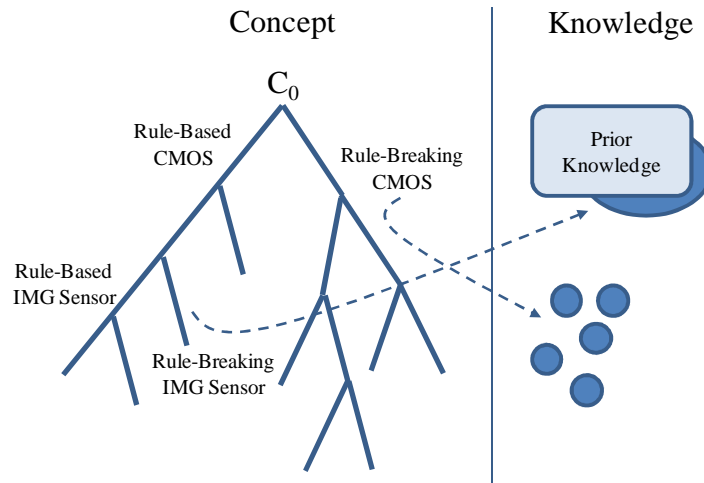 Concept
Knowledge
C0
Rule-Based
CMOS
Rule-Breaking
CMOS
Prior
Knowledge
Rule-Based
IMG Sensor
Rule-Breaking
IMG Sensor